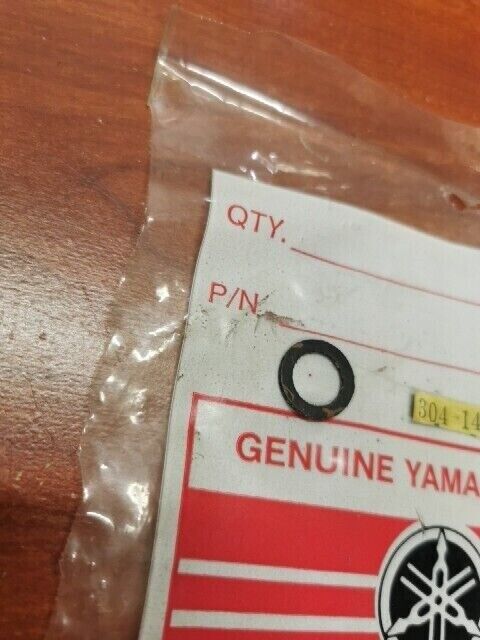 QTY.
P/N
304-14
GENUINE YAMA